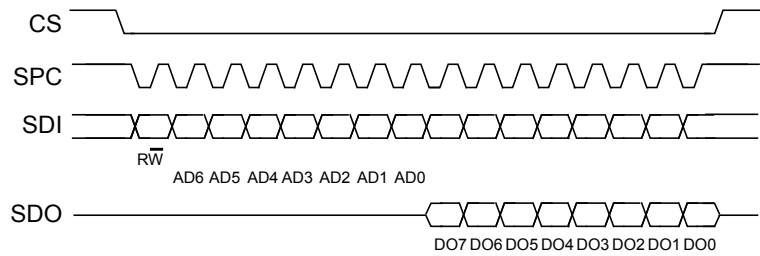 CS
SPC
SDI
RW̅
AD6 AD5 AD4 AD3 AD2 AD1 AD0
SDO
DO7 DO6 DO5 DO4 DO3 DO2 DO1 DO0